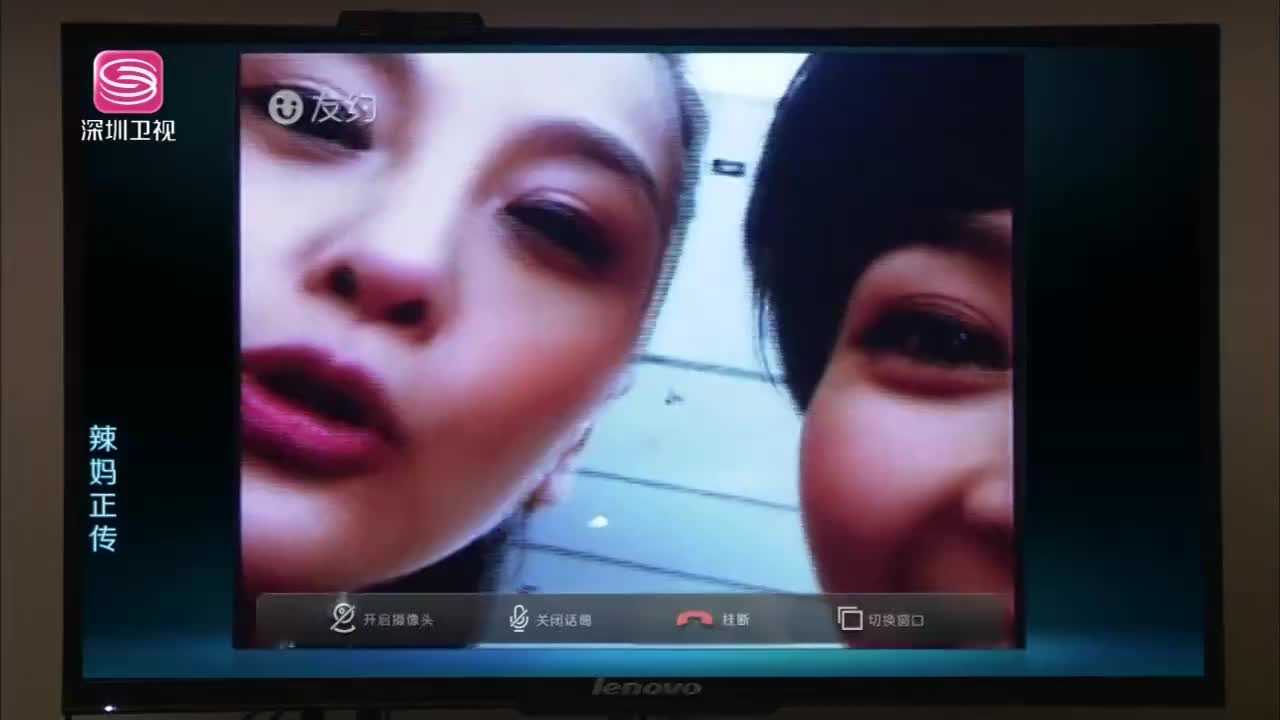 深圳卫视
友约
辣妈正传
开启摄像头
关闭话筒
挂断
切换窗口
lenovo